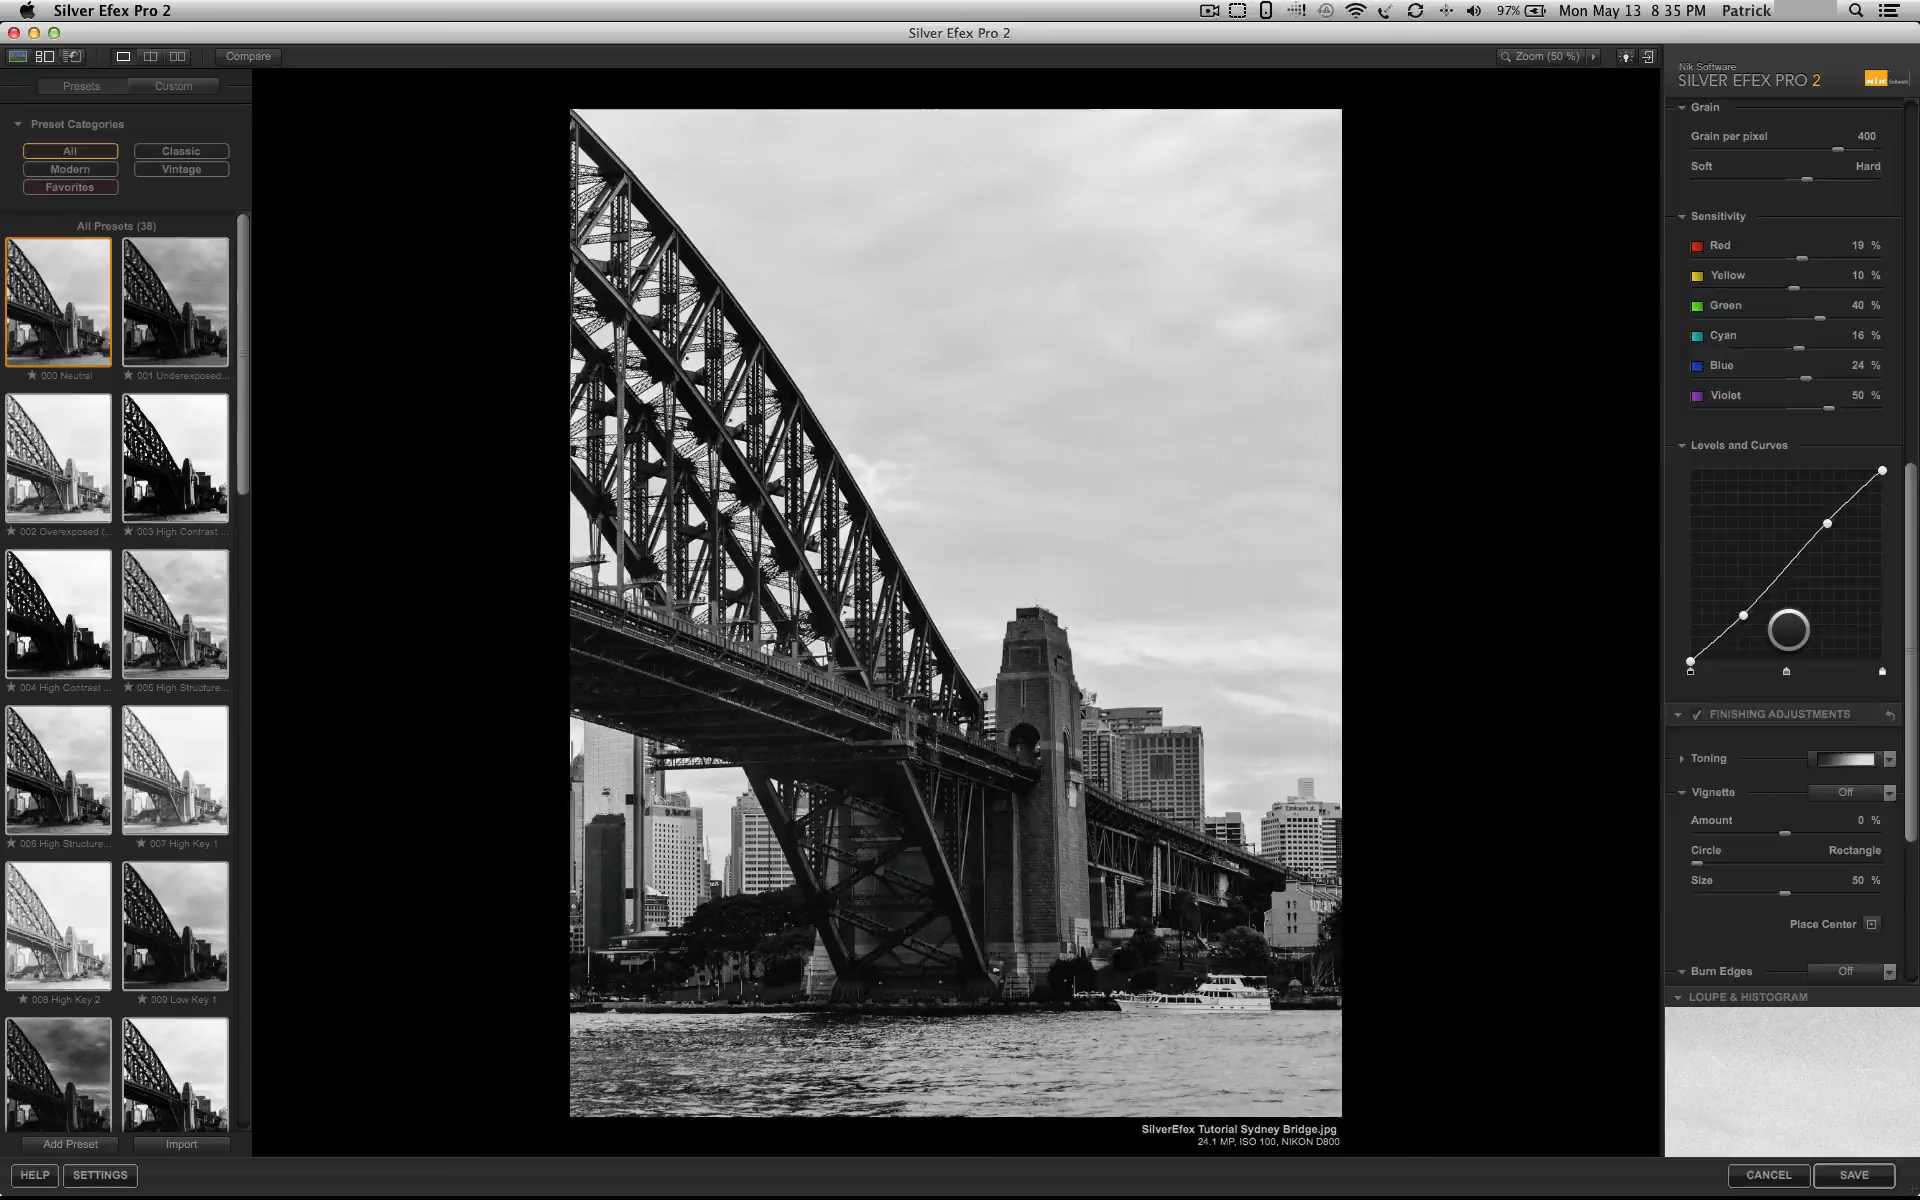 Silver Efex Pro 2
97%
Mon May 13 8 35 PM Patrick
Silver Efex Pro 2
Compare
Zoom (50 %)
Presets Custom
Preset Categories
All Classic
Modern Vintage
Favorites
All Presets (38)
000 Neutral 001 Underexposed...
002 Overexposed (... 003 High Contrast ...
004 High Contrast ... 005 High Structure...
006 High Structure... 007 High Key 1
008 High Key 2 009 Low Key 1
Add Preset Import
HELP SETTINGS
SilverEfex Tutorial Sydney Bridge.jpg
24.1 MP, ISO 100, NIKON D800
Nik Software
SILVER EFEX PRO 2
Nik Software
Grain
Grain per pixel 400
Soft Hard
Sensitivity
Red 19 %
Yellow 10 %
Green 40 %
Cyan 16 %
Blue 24 %
Violet 50 %
Levels and Curves
FINISHING ADJUSTMENTS
Toning
Vignette Off
Amount 0 %
Circle Rectangle
Size 50 %
Place Center
Burn Edges Off
LOUPE & HISTOGRAM
CANCEL SAVE